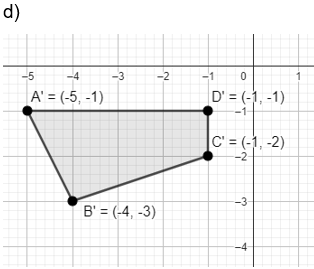 d)
−5 −4 −3 −2 −1 0 1
A' = (-5, -1) D' = (-1, -1)
−1
C' = (-1, -2)
−2
−3
B' = (-4, -3)
−4